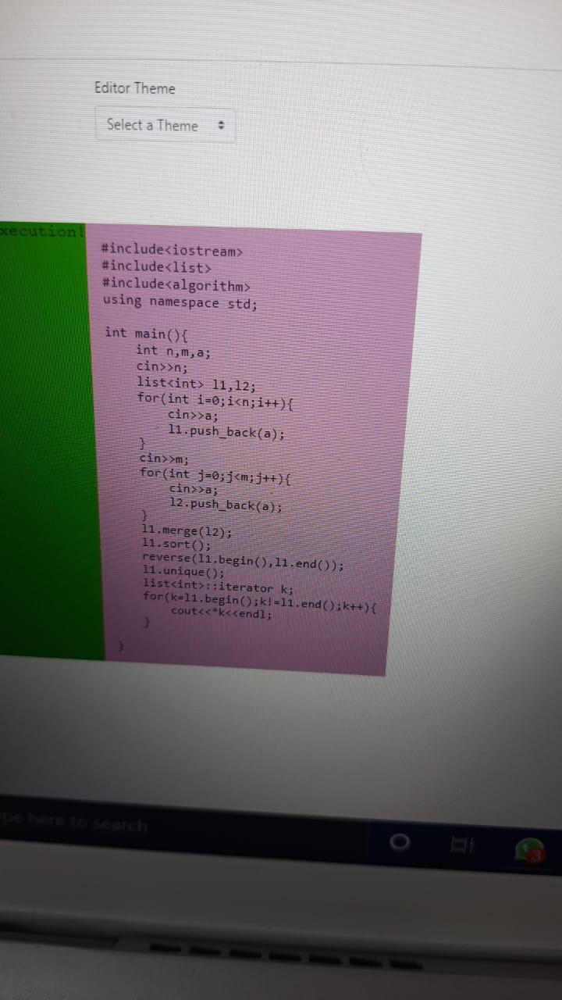 Editor Theme
Select a Theme
xecution!
#include<iostream>
#include<list>
#include<algorithm>
using namespace std;
int main(){
int n,m,a;
cin>>n;
list<int> l1,l2;
for(int i=0;i<n;i++){
cin>>a;
l1.push_back(a);
}
cin>>m;
for(int j=0;j<m;j++){
cin>>a;
l2.push_back(a);
}
l1.merge(l2);
l1.sort();
reverse(l1.begin(),l1.end());
l1.unique();
list<int>::iterator k;
for(k=l1.begin();k!=l1.end();k++){
cout<<*k<<endl;
}
}
pe here to search
3